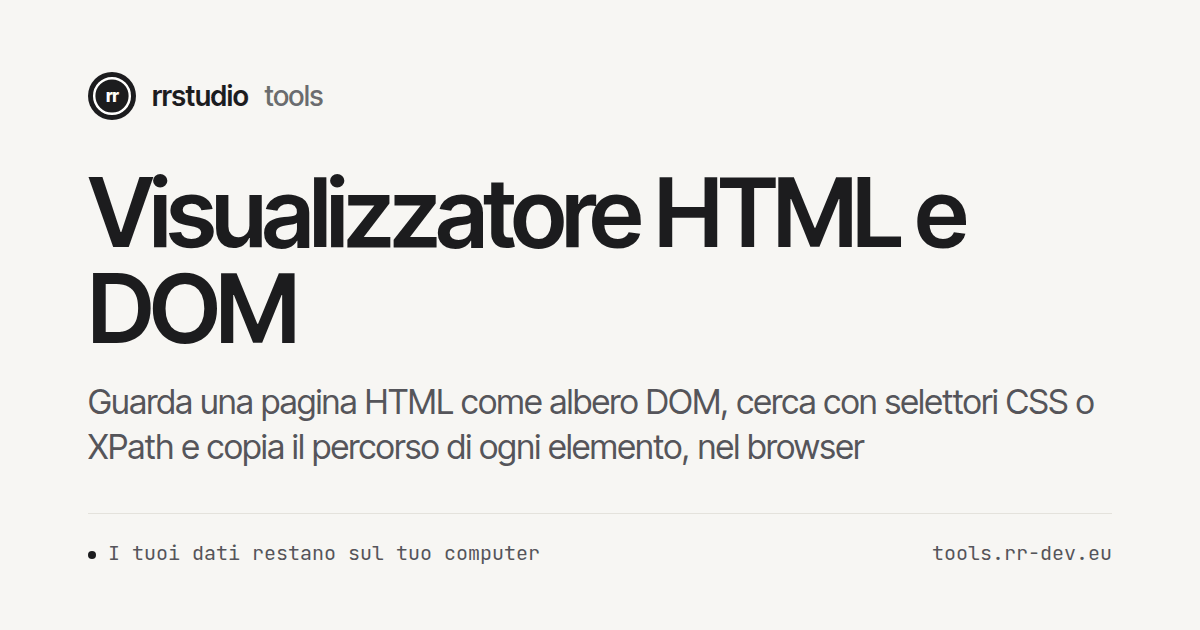 rr rrstudio tools
Visualizzatore HTML e
DOM
Guarda una pagina HTML come albero DOM, cerca con selettori CSS o
XPath e copia il percorso di ogni elemento, nel browser
I tuoi dati restano sul tuo computer
tools.rr-dev.eu